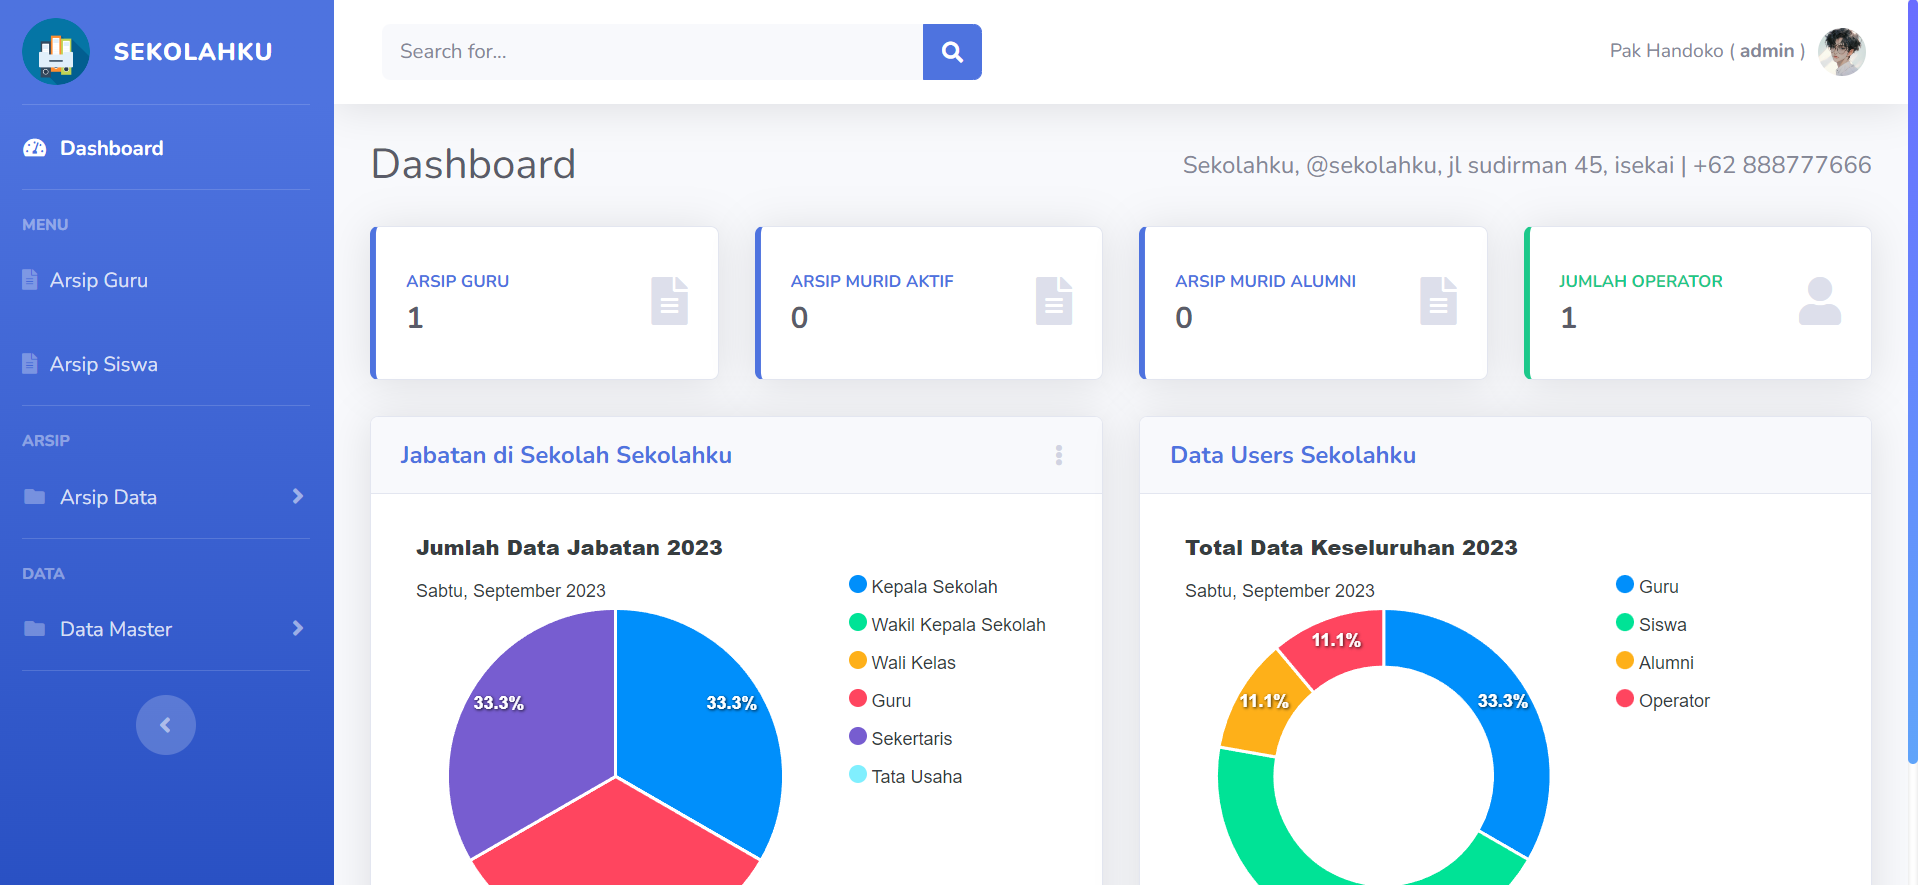 SEKOLAHKU
Search for...
Pak Handoko ( admin )
Dashboard
MENU
Arsip Guru
Arsip Siswa
ARSIP
Arsip Data
DATA
Data Master
Dashboard
Sekolahku, @sekolahku, jl sudirman 45, isekai | +62 888777666
ARSIP GURU
1
ARSIP MURID AKTIF
0
ARSIP MURID ALUMNI
0
JUMLAH OPERATOR
1
Jabatan di Sekolah Sekolahku
Jumlah Data Jabatan 2023
Sabtu, September 2023
33.3%
33.3%
Kepala Sekolah
Wakil Kepala Sekolah
Wali Kelas
Guru
Sekertaris
Tata Usaha
Data Users Sekolahku
Total Data Keseluruhan 2023
Sabtu, September 2023
11.1%
11.1%
33.3%
Guru
Siswa
Alumni
Operator